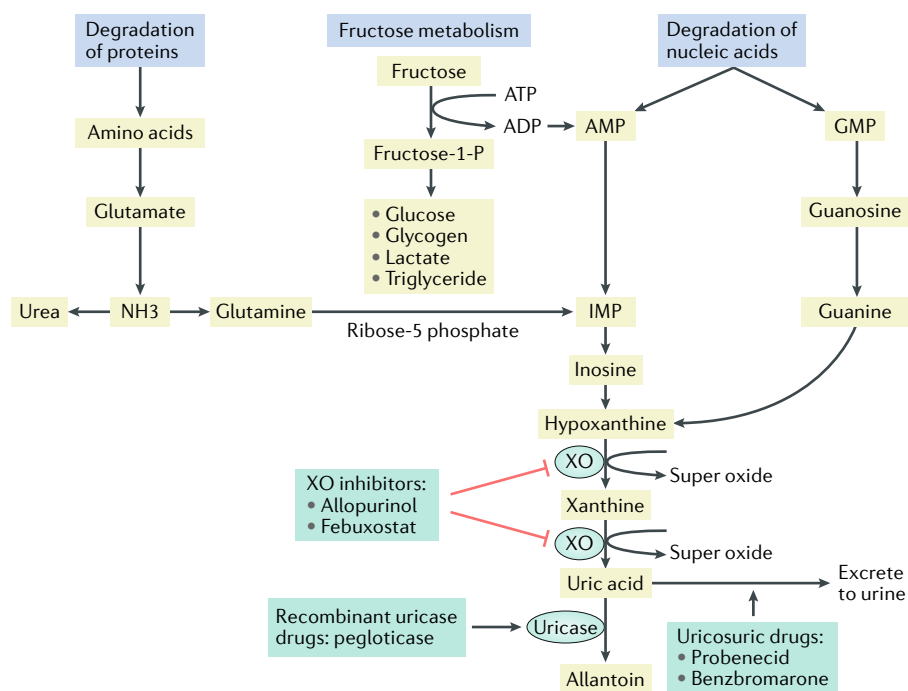 Degradation
of proteins
Fructose metabolism
Degradation of
nucleic acids
Fructose
ATP
ADP
AMP
GMP
Amino acids
Fructose-1-P
Glutamate
• Glucose
• Glycogen
• Lactate
• Triglyceride
Guanosine
Urea
NH3
Glutamine
Ribose-5 phosphate
IMP
Guanine
Inosine
Hypoxanthine
XO
Super oxide
XO inhibitors:
• Allopurinol
• Febuxostat
Xanthine
XO
Super oxide
Uric acid
Excrete
to urine
Recombinant uricase
drugs: pegloticase
Uricase
Uricosuric drugs:
• Probenecid
• Benzbromarone
Allantoin